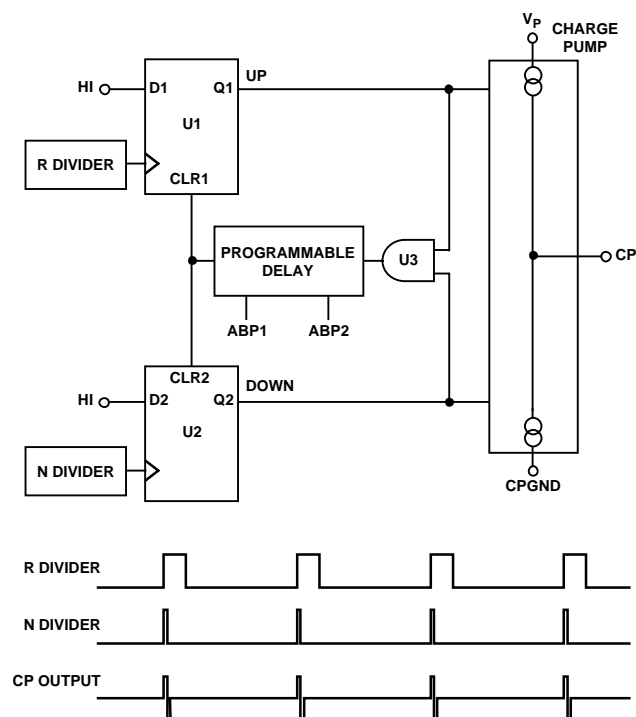 VP
CHARGE
PUMP
UP
HI
D1
Q1
U1
R DIVIDER
CLR1
PROGRAMMABLE
DELAY
U3
CP
ABP1
ABP2
CLR2
DOWN
HI
D2
Q2
U2
N DIVIDER
CPGND
R DIVIDER
N DIVIDER
CP OUTPUT